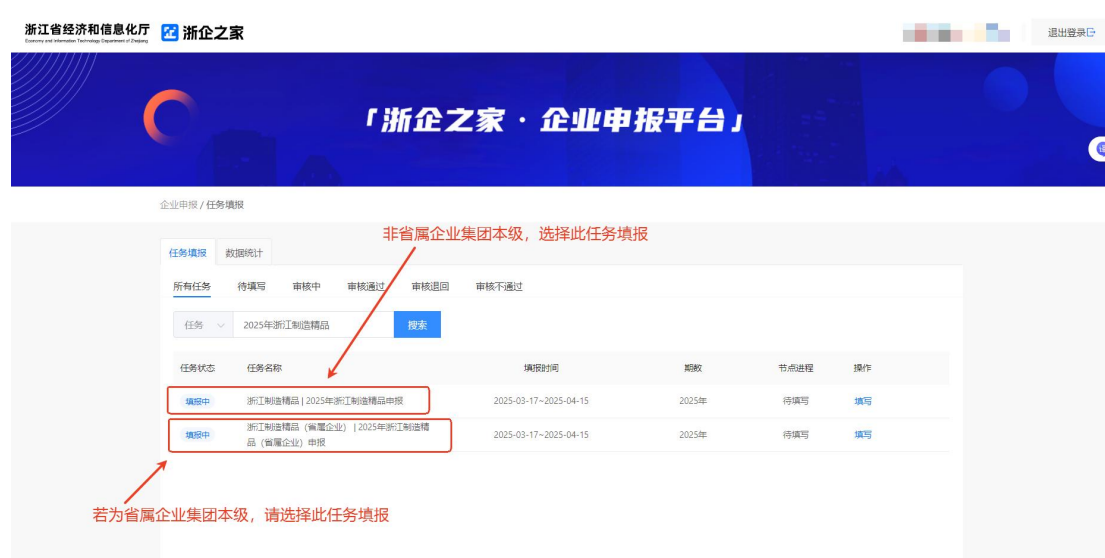 浙江省经济和信息化厅 浙企之家 退出登录
Economy and Information Technology Department of Zhejiang
「浙企之家 · 企业申报平台」
企业申报 / 任务填报
非省属企业集团本级，选择此任务填报
任务填报 数据统计
所有任务 待填写 审核中 审核通过 审核退回 审核不通过
任务 2025年浙江制造精品 搜索
任务状态 任务名称 填报时间 期数 节点进程 操作
填报中 浙江制造精品 | 2025年浙江制造精品申报 2025-03-17~2025-04-15 2025年 待填写 填写
填报中 浙江制造精品（省属企业） | 2025年浙江制造精 2025-03-17~2025-04-15 2025年 待填写 填写
品（省属企业）申报
若为省属企业集团本级，请选择此任务填报